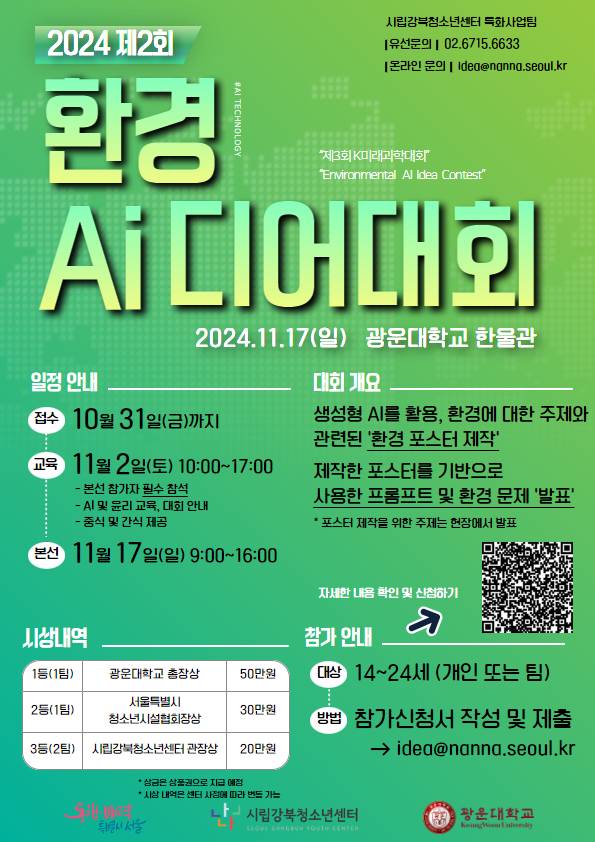 2024 제2회
시립강북청소년센터 특화사업팀
|유선문의 | 02.6715.6633
|온라인 문의 | idea@nanna.seoul.kr
환경
#AI TECHNOLOGY
"제3회 K미래과학대회"
"Environmental AI Idea Contest"
Ai디어대회
2024.11.17(일) 광운대학교 한울관
일정 안내
접수 10월 31일(금)까지
교육 11월 2일(토) 10:00~17:00
- 본선 참가자 필수 참석
- AI 및 윤리 교육, 대회 안내
- 중식 및 간식 제공
본선 11월 17일(일) 9:00~16:00
대회 개요
생성형 AI를 활용, 환경에 대한 주제와
관련된 '환경 포스터 제작'
제작한 포스터를 기반으로
사용한 프롬프트 및 환경 문제 '발표'
* 포스터 제작을 위한 주제는 현장에서 발표
자세한 내용 확인 및 신청하기
시상내역
1등(1팀) 광운대학교 총장상 50만원
2등(1팀) 서울특별시
청소년시설협회장상 30만원
3등(2팀) 시립강북청소년센터 관장상 20만원
* 상금은 상품권으로 지급 예정
* 시상 내역은 센터 사정에 따라 변동 가능
참가 안내
대상 14~24세 (개인 또는 팀)
방법 참가신청서 작성 및 제출
→ idea@nanna.seoul.kr
특별시 서울
난나 시립강북청소년센터
SEOUL GANGBUK YOUTH CENTER
광운대학교
KwangWoon University